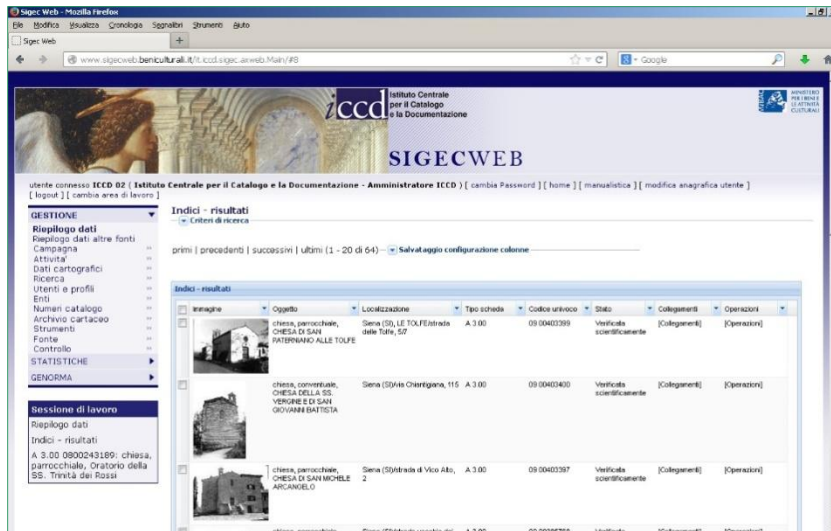 Sigec Web - Mozilla Firefox
File Modifica Visualizza Cronologia Segnalibri Strumenti Aiuto
Sigec Web
www.sigecweb.beniculturali.it/it.iccd.sigec.axweb.Main/#8
Google
iccd
Istituto Centrale
per il Catalogo
e la Documentazione
MINISTERO
PER I BENI E
LE ATTIVITÀ
CULTURALI
SIGECWEB
utente connesso ICCD 02 ( Istituto Centrale per il Catalogo e la Documentazione - Amministratore ICCD ) [ cambia Password ] [ home ] [ manualistica ] [ modifica anagrafica utente ]
[ logout ] [ cambia area di lavoro ]
GESTIONE
Riepilogo dati
Riepilogo dati altre fonti
Campagna
Attivita'
Dati cartografici
Ricerca
Utenti e profili
Enti
Numeri catalogo
Archivio cartaceo
Strumenti
Fonte
Controllo
STATISTICHE
GENORMA
Sessione di lavoro
Riepilogo dati
Indici - risultati
A 3.00 0800243189: chiesa,
parrocchiale, Oratorio della
SS. Trinità dei Rossi
Indici - risultati
Criteri di ricerca
primi | precedenti | successivi | ultimi (1 - 20 di 64) Salvataggio configurazione colonne
Indici - risultati
Immagine Oggetto Localizzazione Tipo scheda Codice univoco Stato Collegamenti Operazioni
chiesa, parrocchiale, Siena (SI), LE TOLFE/strada A 3.00 09 00403399 Verificata [Collegamenti] [Operazioni]
CHIESA DI SAN delle Tolfe, 5/7 scientificamente
PATERNIANO ALLE TOLFE
chiesa, conventuale, Siena (SI)/via Chiantigiana, 115 A 3.00 09 00403400 Verificata [Collegamenti] [Operazioni]
CHIESA DELLA SS. scientificamente
VERGINE E DI SAN
GIOVANNI BATTISTA
chiesa, parrocchiale, Siena (SI)/strada di Vico Alto, A 3.00 09 00403397 Verificata [Collegamenti] [Operazioni]
CHIESA DI SAN MICHELE 2 scientificamente
ARCANGELO